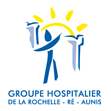 GROUPE HOSPITALIER
DE LA ROCHELLE - RÉ - AUNIS